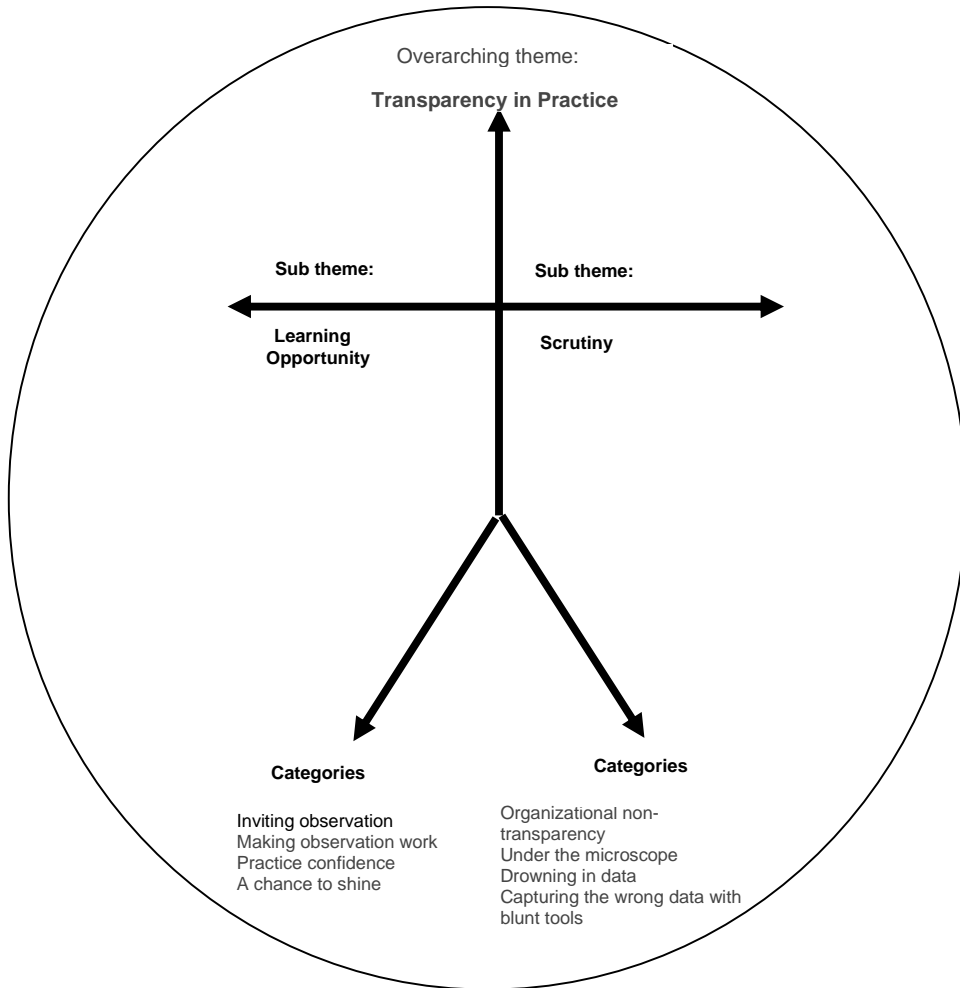 Overarching theme:
Transparency in Practice
Sub theme:
Sub theme:
Learning
Opportunity
Scrutiny
Categories
Inviting observation
Making observation work
Practice confidence
A chance to shine
Categories
Organizational non-
transparency
Under the microscope
Drowning in data
Capturing the wrong data with
blunt tools